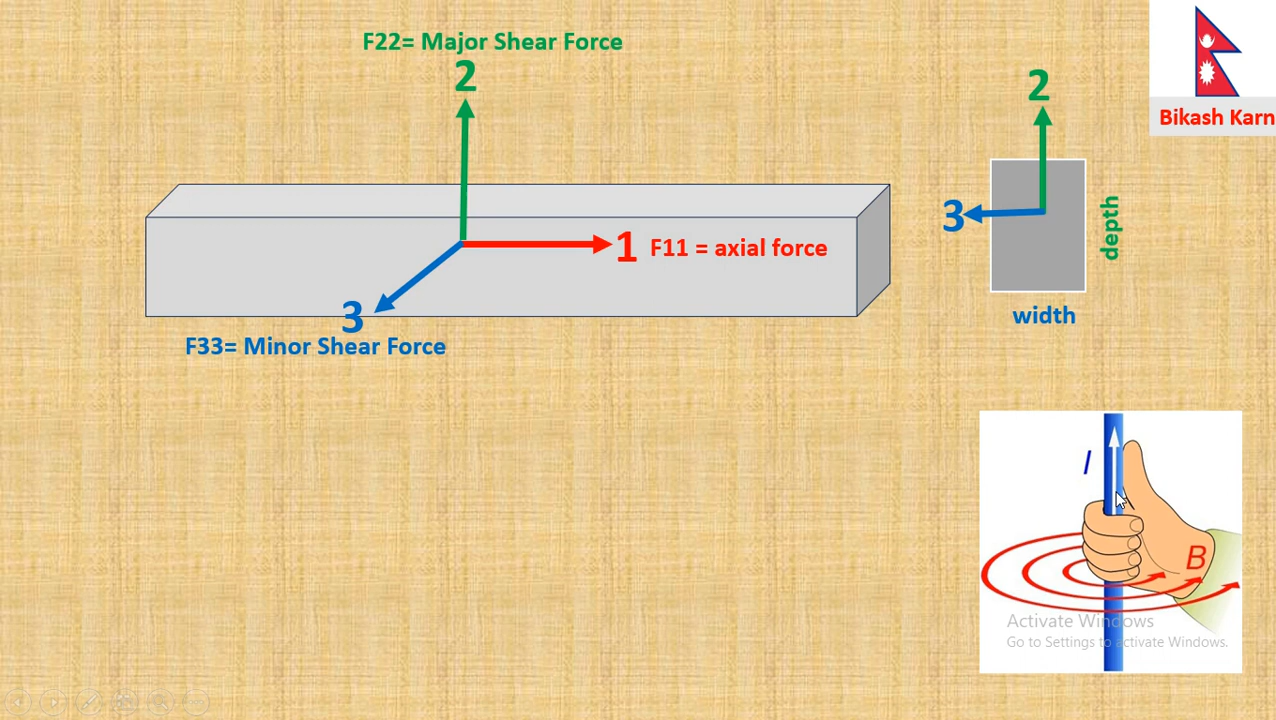 F22= Major Shear Force
2
1
F11 = axial force
3
F33= Minor Shear Force
2
3
depth
width
Bikash Karn
I
B
Activate Windows
Go to Settings to activate Windows.